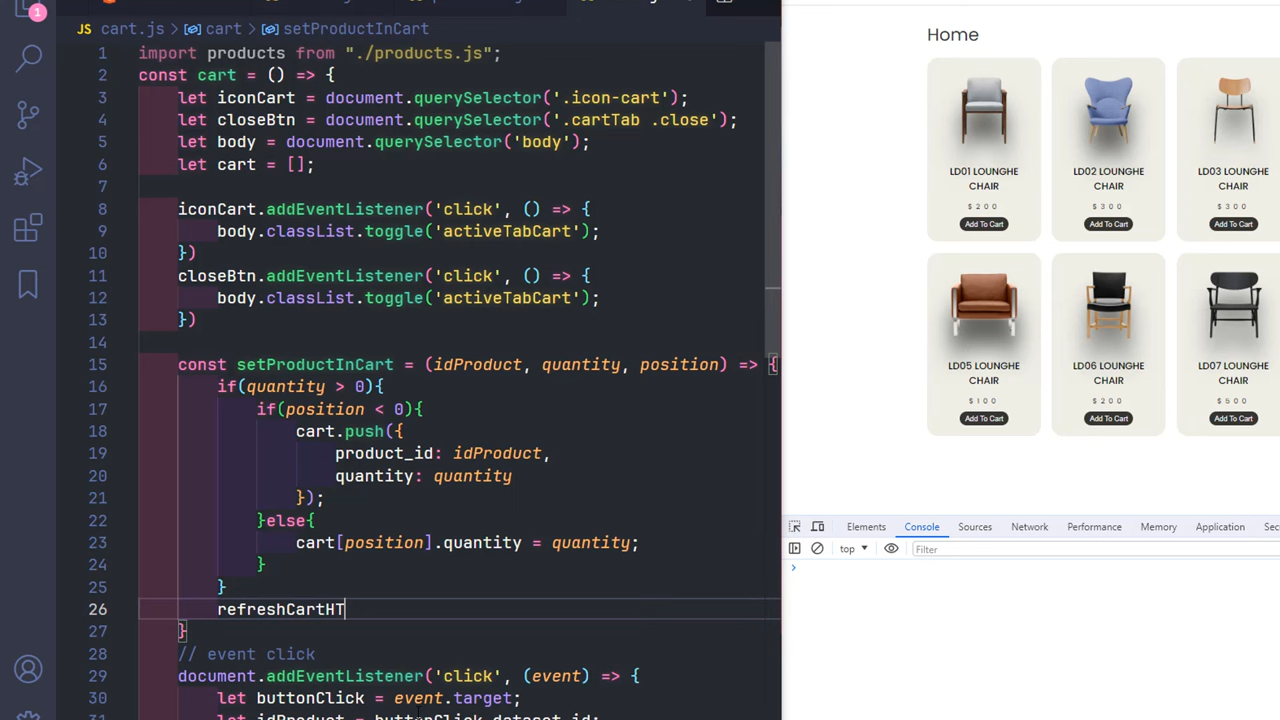 1
JS cart.js > cart > setProductInCart
1 import products from "./products.js";
2 const cart = () => {
3 let iconCart = document.querySelector('.icon-cart');
4 let closeBtn = document.querySelector('.cartTab .close');
5 let body = document.querySelector('body');
6 let cart = [];
7
8 iconCart.addEventListener('click', () => {
9 body.classList.toggle('activeTabCart');
10 })
11 closeBtn.addEventListener('click', () => {
12 body.classList.toggle('activeTabCart');
13 })
14
15 const setProductInCart = (idProduct, quantity, position) => {
16 if(quantity > 0){
17 if(position < 0){
18 cart.push({
19 product_id: idProduct,
20 quantity: quantity
21 });
22 }else{
23 cart[position].quantity = quantity;
24 }
25 }
26 refreshCartHT
27 }
28 // event click
29 document.addEventListener('click', (event) => {
30 let buttonClick = event.target;
31 let idProduct = buttonClick.dataset.id;
Home
LD01 LOUNGHE CHAIR
$200
Add To Cart
LD02 LOUNGHE CHAIR
$300
Add To Cart
LD03 LOUNGHE CHAIR
$300
Add To Cart
LD05 LOUNGHE CHAIR
$100
Add To Cart
LD06 LOUNGHE CHAIR
$200
Add To Cart
LD07 LOUNGHE CHAIR
$500
Add To Cart
Elements Console Sources Network Performance Memory Application
top Filter